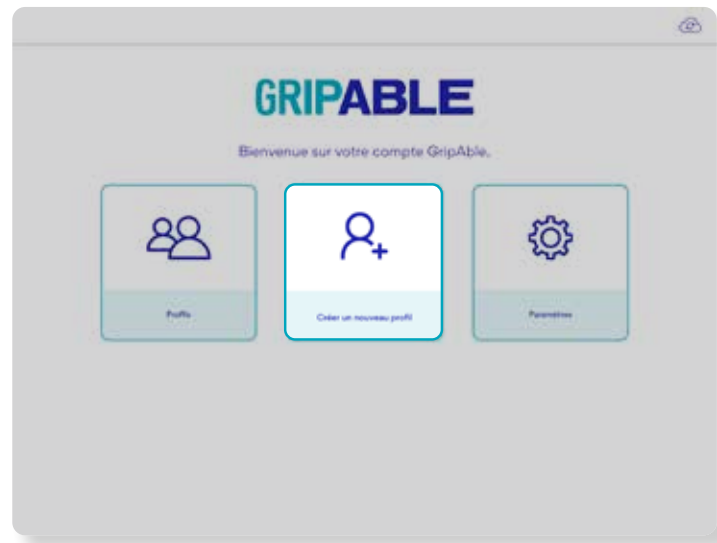 GRIPABLE
Bienvenue sur votre compte GripAble.
Profils
Créer un nouveau profil
Paramètres